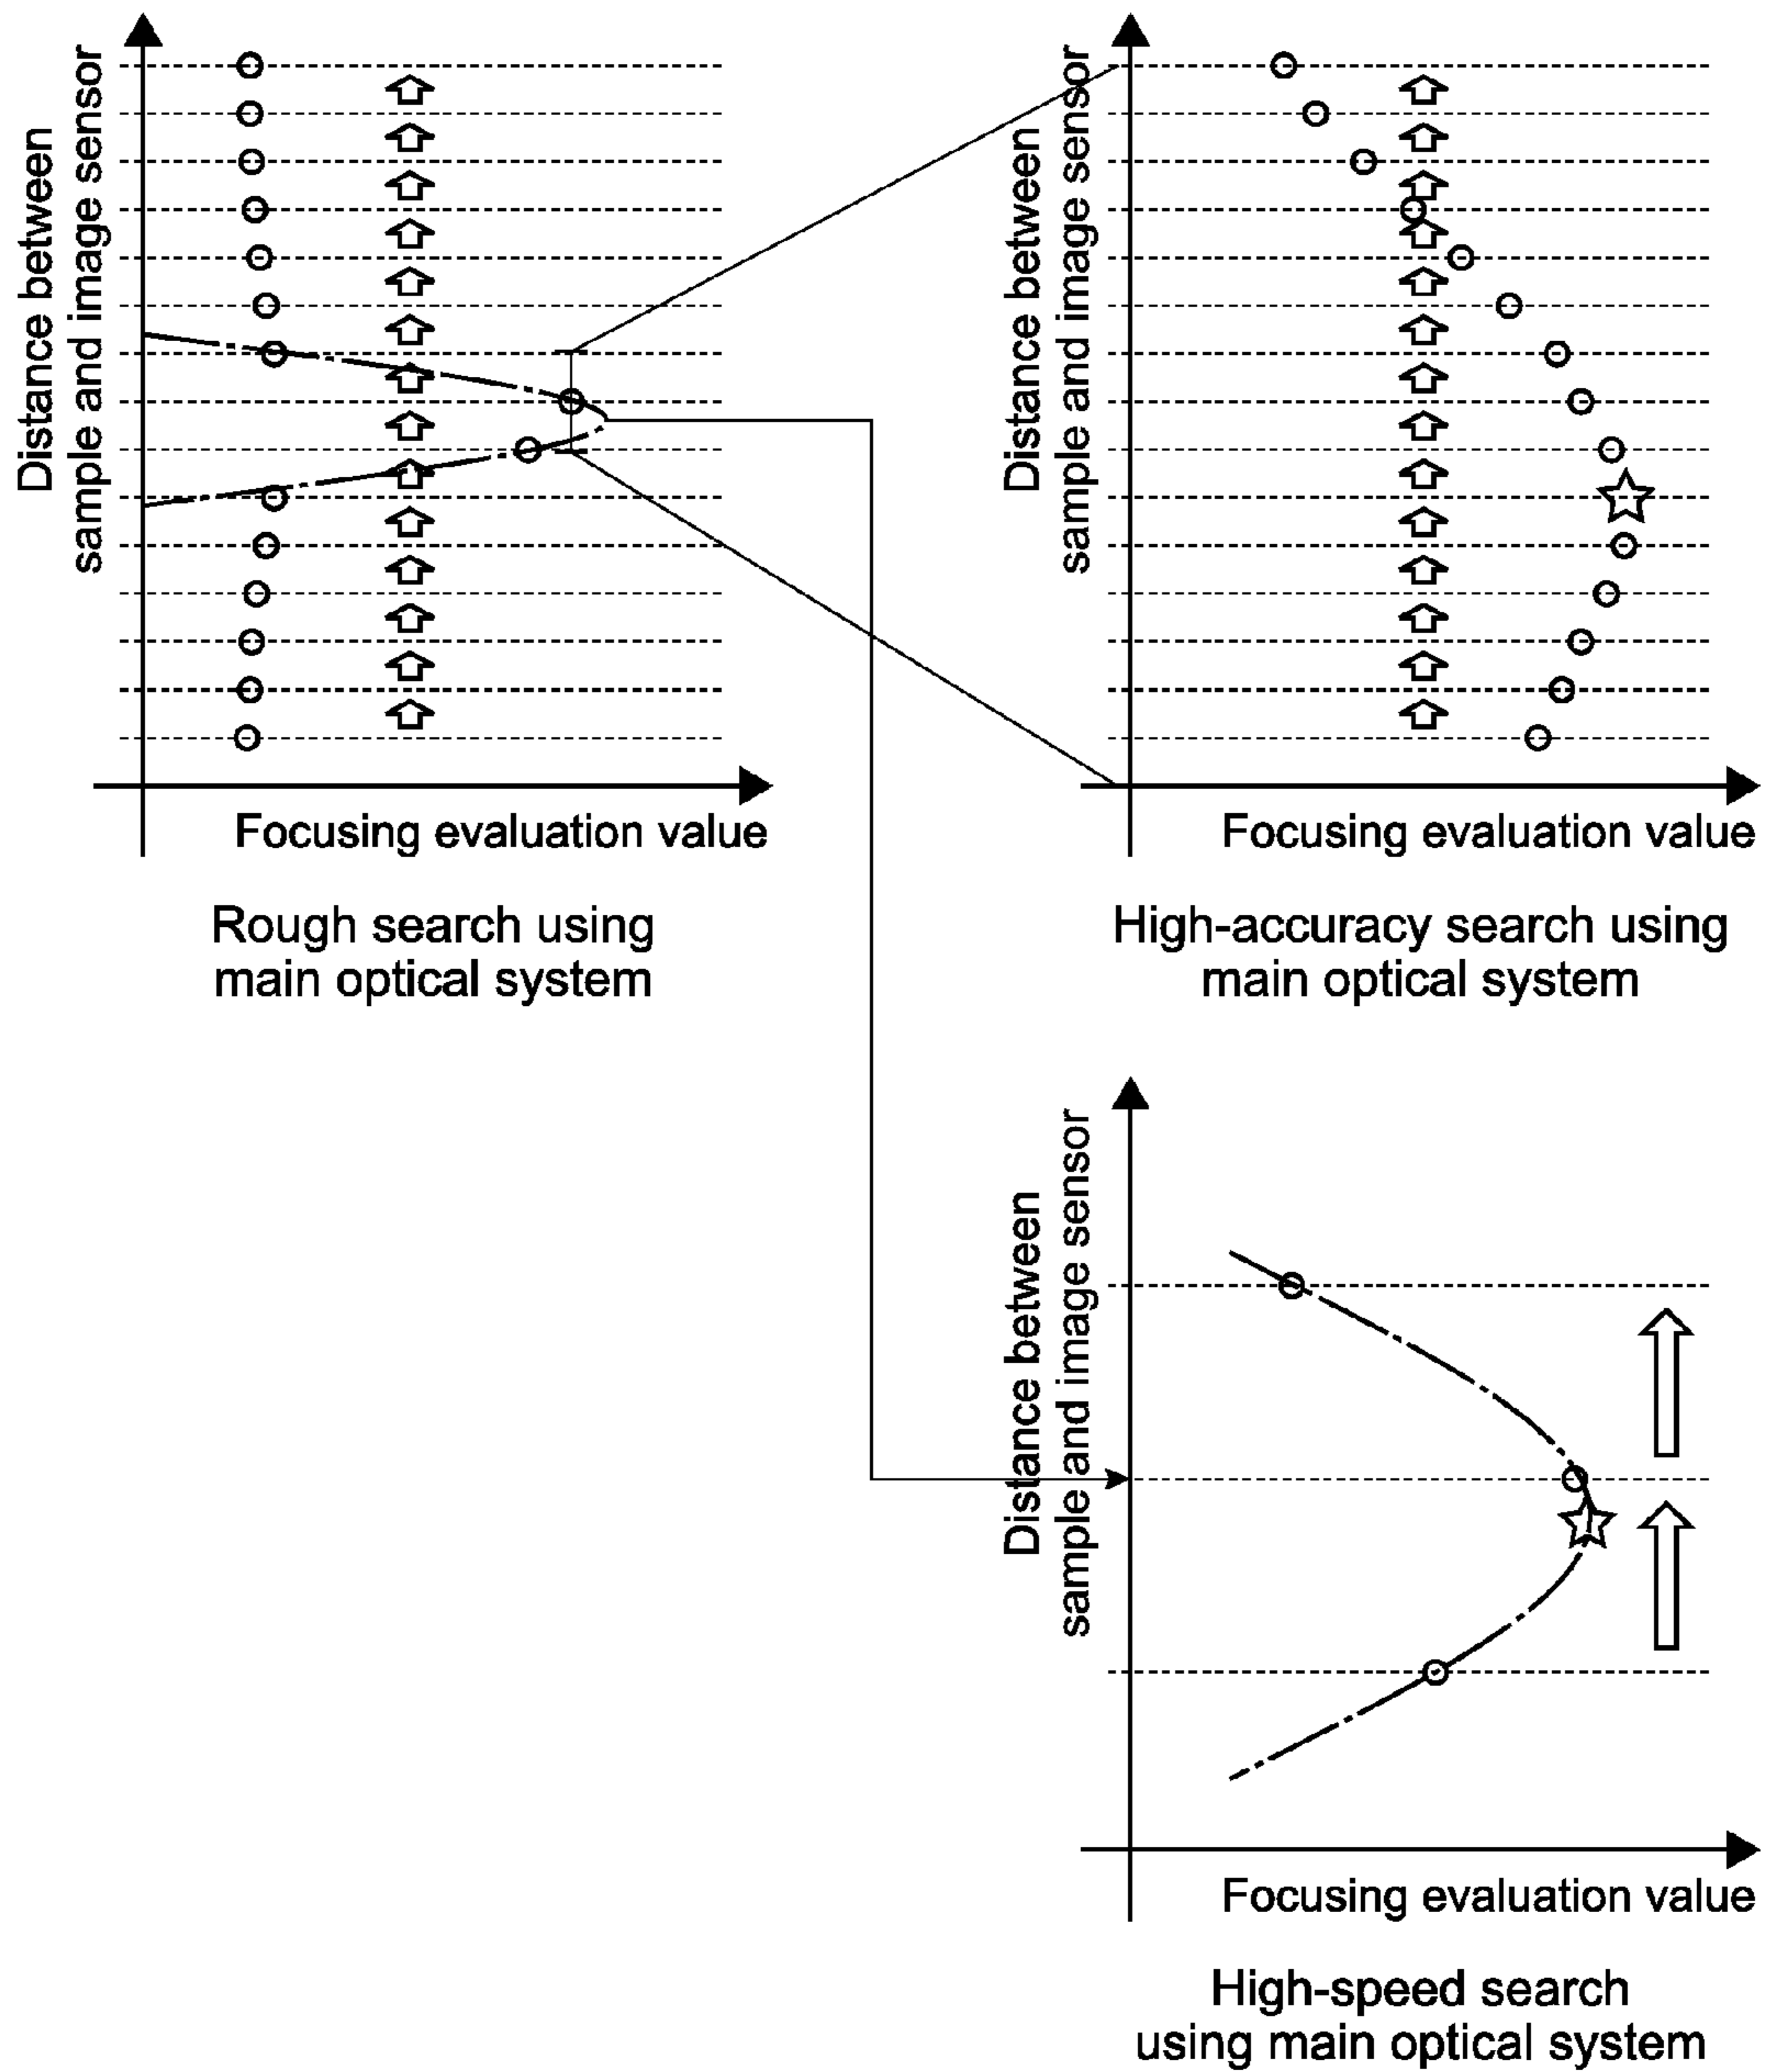 Distance between
sample and image sensor
Focusing evaluation value
Rough search using
main optical system
Distance between
sample and image sensor
Focusing evaluation value
High-accuracy search using
main optical system
Distance between
sample and image sensor
Focusing evaluation value
High-speed search
using main optical system